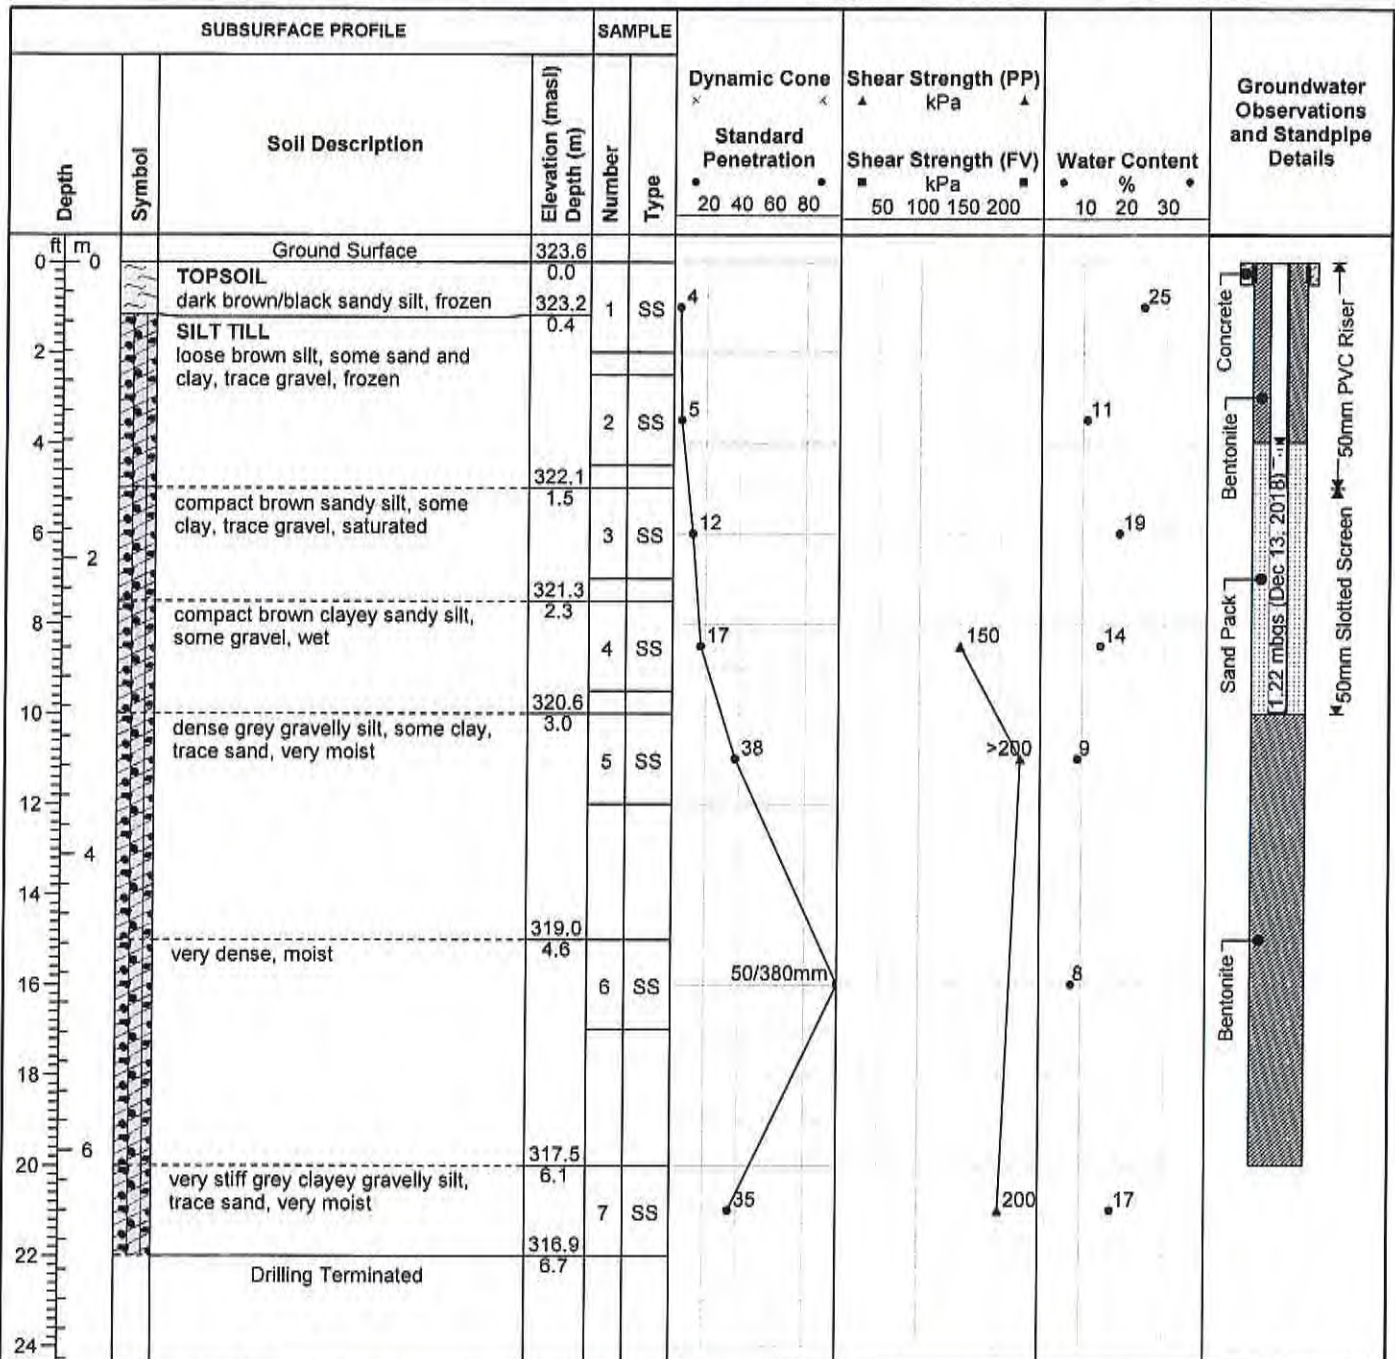 SUBSURFACE PROFILE
SAMPLE
Depth
Symbol
Soil Description
Elevation (masl)
Depth (m)
Number
Type
Dynamic Cone
Standard
Penetration
20 40 60 80
Shear Strength (PP)
kPa
Shear Strength (FV)
kPa
50 100 150 200
Water Content
%
10 20 30
Groundwater
Observations
and Standpipe
Details
ft m
0 0
2
4
6
2
8
10
12
4
14
16
18
6
20
22
24
Ground Surface
323.6
0.0
TOPSOIL
dark brown/black sandy silt, frozen
323.2
0.4
1 SS
4
25
SILT TILL
loose brown silt, some sand and
clay, trace gravel, frozen
2 SS
5
11
322.1
1.5
compact brown sandy silt, some
clay, trace gravel, saturated
3 SS
12
19
321.3
2.3
compact brown clayey sandy silt,
some gravel, wet
4 SS
17
150
14
320.6
3.0
dense grey gravelly silt, some clay,
trace sand, very moist
5 SS
38
>200
9
319.0
4.6
very dense, moist
6 SS
50/380mm
8
317.5
6.1
very stiff grey clayey gravelly silt,
trace sand, very moist
7 SS
35
200
17
316.9
6.7
Drilling Terminated
Concrete
Bentonite
Sand Pack
Bentonite
1.22 mbgs (Dec 13, 2018)
50mm PVC Riser
50mm Slotted Screen